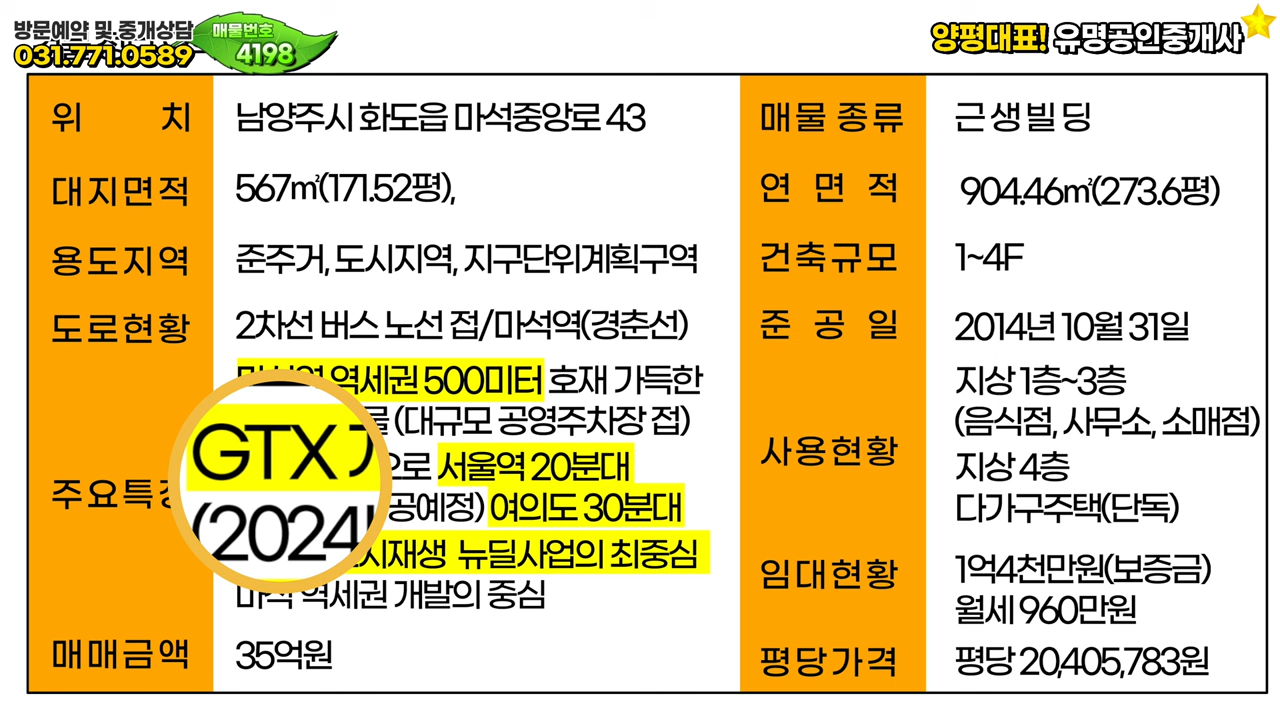 방문예약 및 중개상담
031.771.0589
매물번호
4198
양평대표! 유명공인중개사
위 치
남양주시 화도읍 마석중앙로 43
매물 종류
근생빌딩
대지면적
567㎡(171.52평),
연 면 적
904.46㎡(273.6평)
용도지역
준주거, 도시지역, 지구단위계획구역
건축규모
1~4F
도로현황
2차선 버스 노선 접/마석역(경춘선)
준 공 일
2014년 10월 31일
주요특징
역세권 500미터 호재 가득한
(대규모 공영주차장 접)
GTX
으로 서울역 20분대
(2024
공예정) 여의도 30분대
시재생 뉴딜사업의 최중심
마석 역세권 개발의 중심
사용현황
지상 1층~3층
(음식점, 사무소, 소매점)
지상 4층
다가구주택(단독)
임대현황
1억4천만원(보증금)
월세 960만원
매매금액
35억원
평당가격
평당 20,405,783원